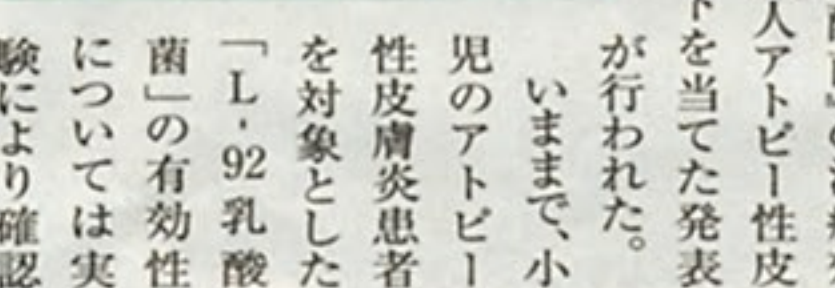 人アトピー性皮
トを当てた発表
が行われた。
いままで、小
児のアトピー
性皮膚炎患者
を対象とした
「L-92乳酸
菌」の有効性
については実
験により確認